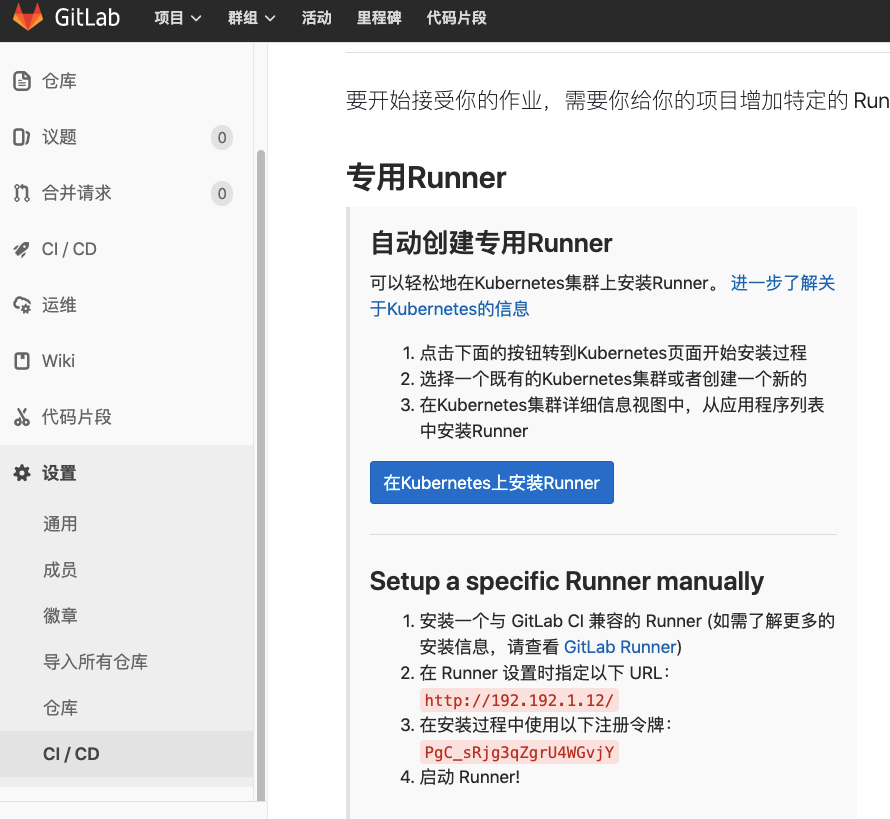 GitLab 项目 群组 活动 里程碑 代码片段
仓库
议题 0
合并请求 0
CI / CD
运维
Wiki
代码片段
设置
通用
成员
徽章
导入所有仓库
仓库
CI / CD
要开始接受你的作业，需要你给你的项目增加特定的 Run
专用Runner
自动创建专用Runner
可以轻松地在Kubernetes集群上安装Runner。 进一步了解关
于Kubernetes的信息
1. 点击下面的按钮转到Kubernetes页面开始安装过程
2. 选择一个既有的Kubernetes集群或者创建一个新的
3. 在Kubernetes集群详细信息视图中，从应用程序列表
中安装Runner
在Kubernetes上安装Runner
Setup a specific Runner manually
1. 安装一个与 GitLab CI 兼容的 Runner (如需了解更多的
安装信息，请查看 GitLab Runner)
2. 在 Runner 设置时指定以下 URL：
http://192.192.1.12/
3. 在安装过程中使用以下注册令牌：
PgC_sRjg3qZgrU4WGvjY
4. 启动 Runner!